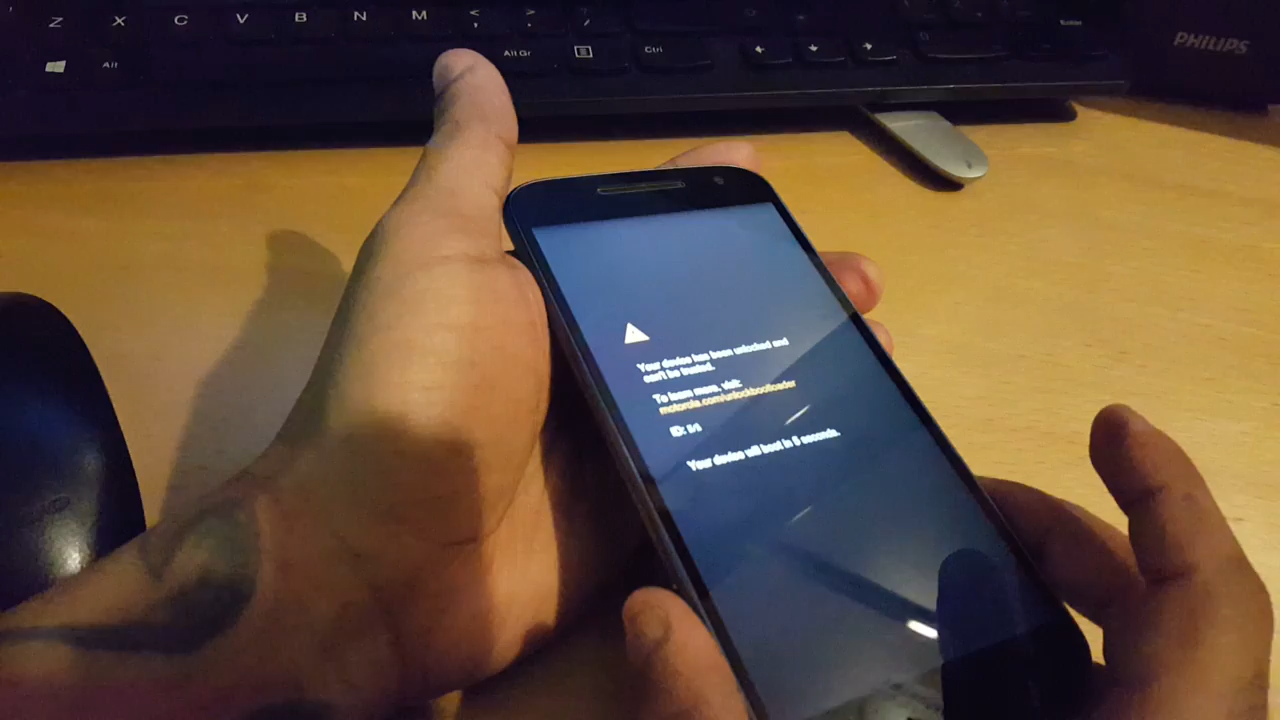 Z X C V B N M < > ?
; : /
Alt Alt Gr Ctrl
PHILIPS
Your device has been unlocked and
can't be trusted.
To learn more, visit:
motorola.com/unlockbootloader
ID:
Your device will boot in 5 seconds.